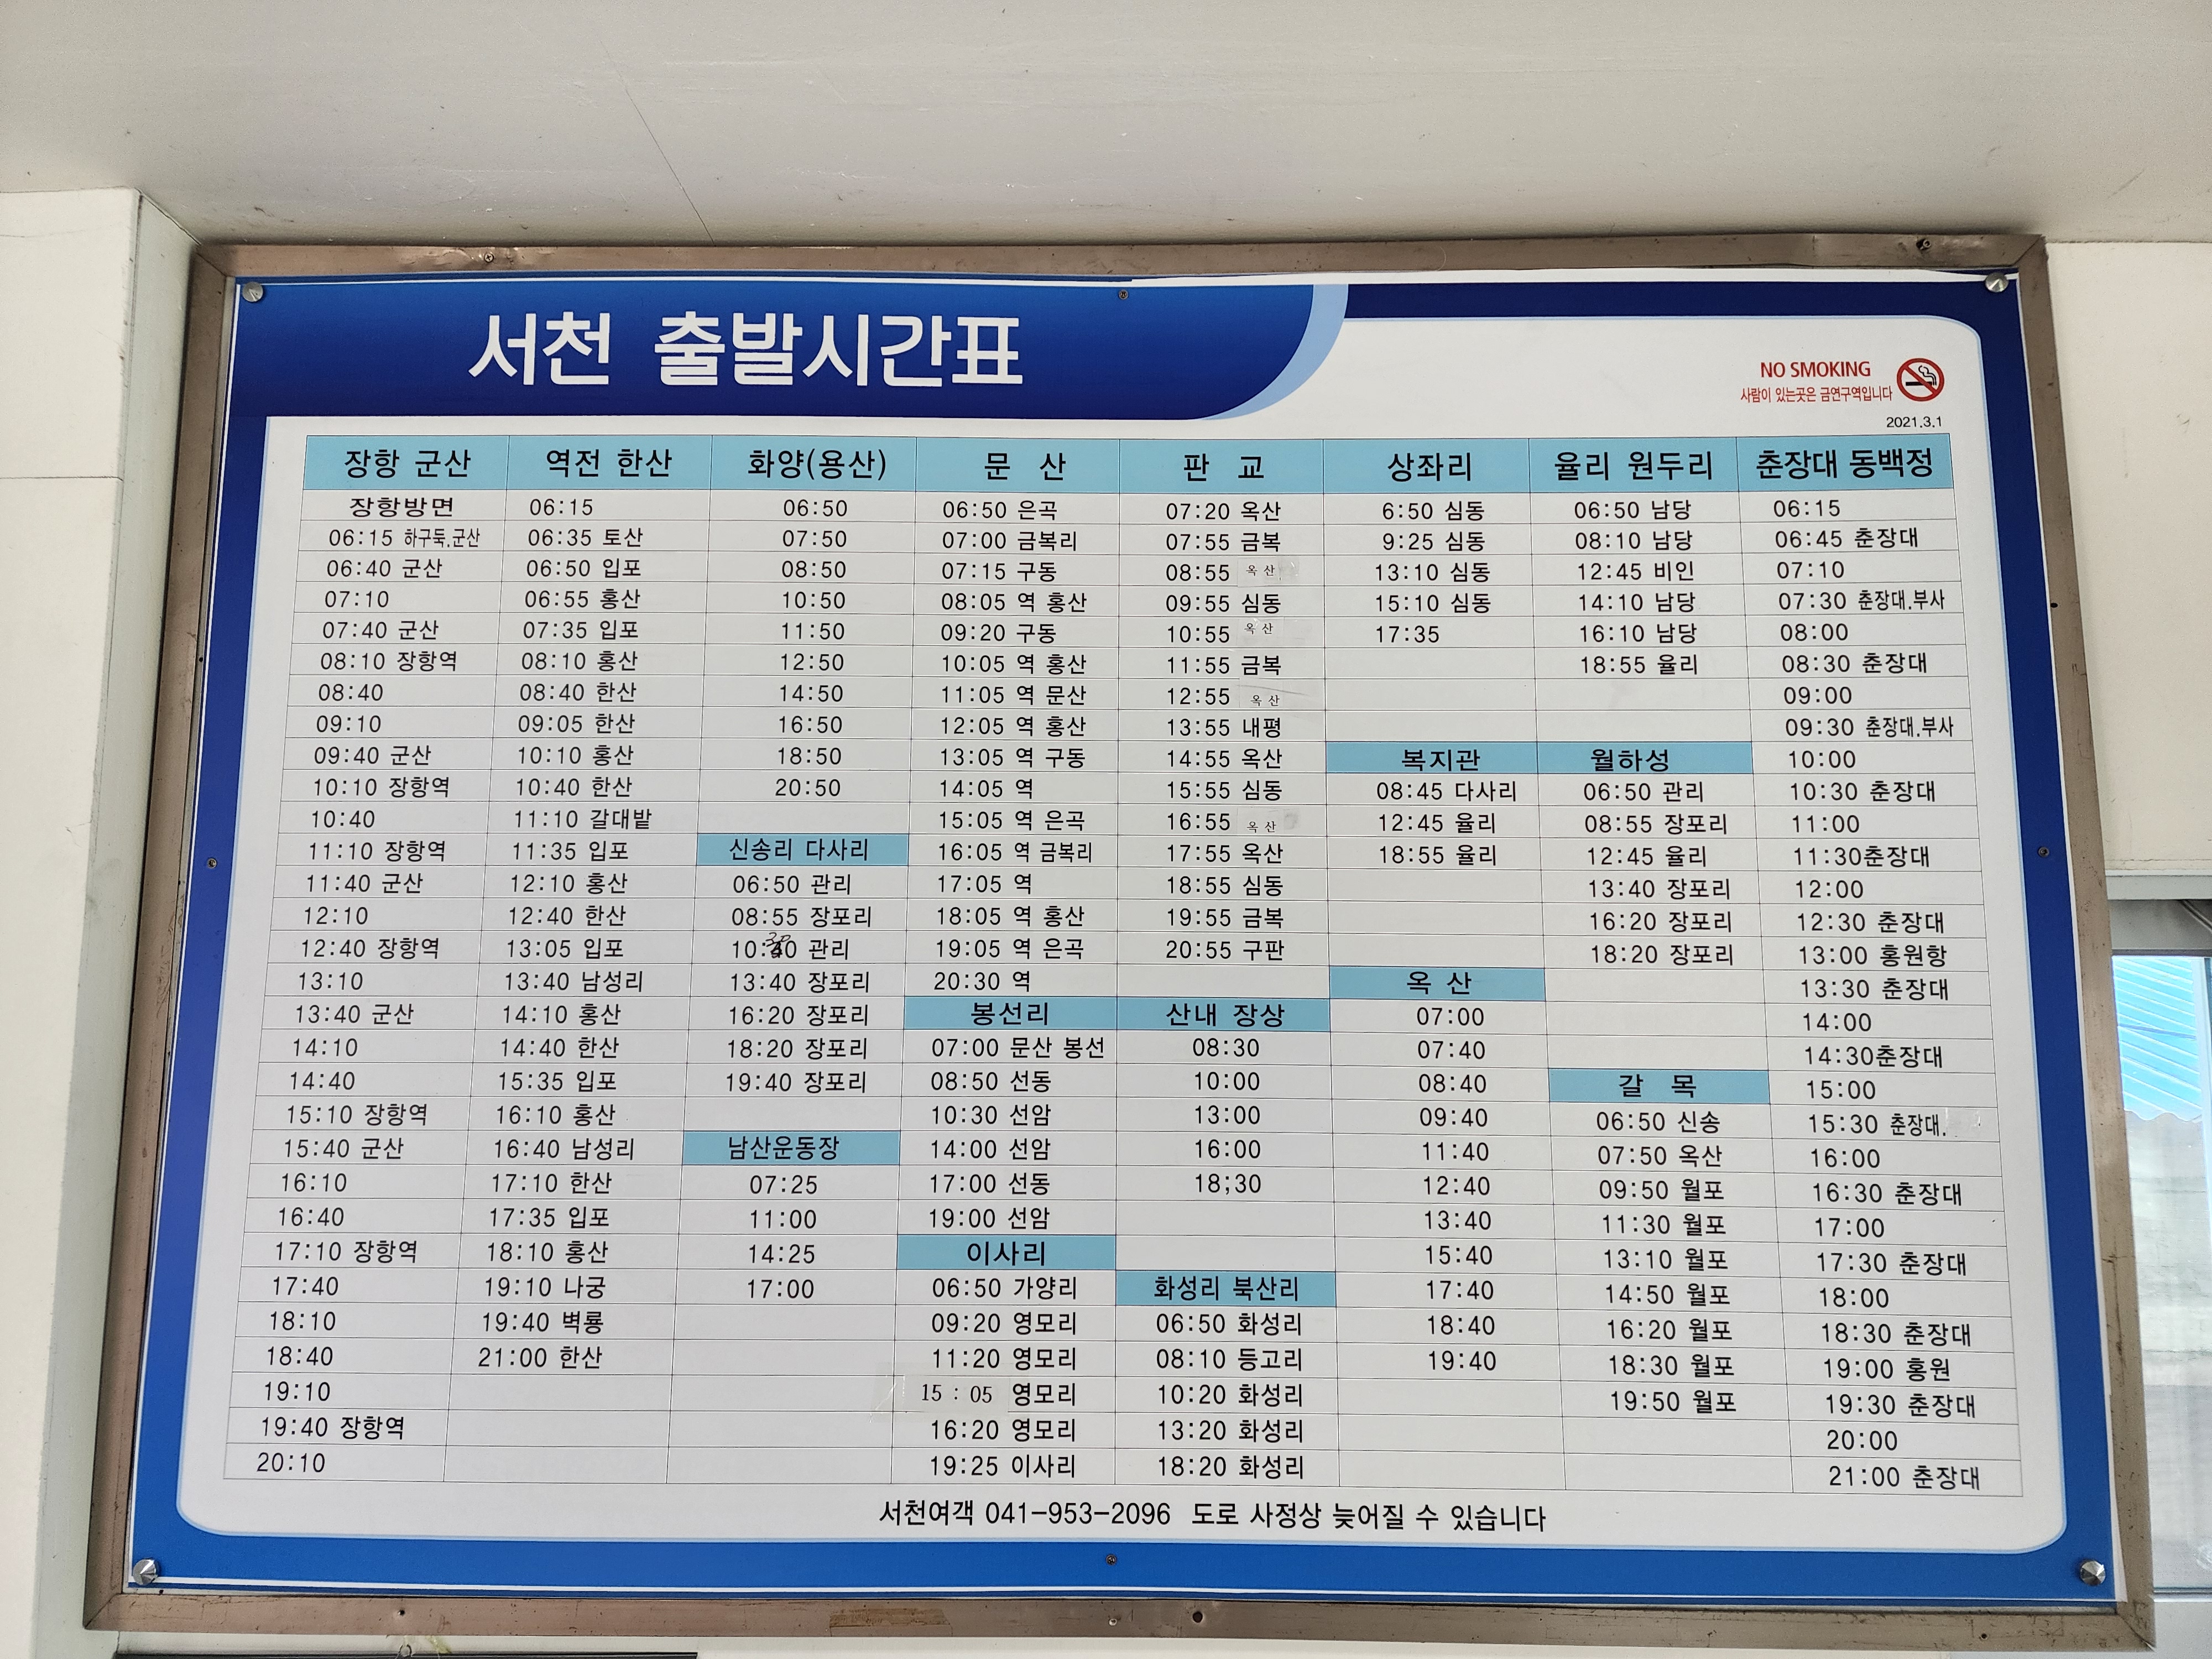 서천 출발시간표
NO SMOKING
사람이 있는곳은 금연구역입니다
2021.3.1
장항 군산 역전 한산 화양(용산) 문 산 판 교 상좌리 율리 원두리 춘장대 동백정
장항방면 06:15 06:50 06:50 은곡 07:20 옥산 6:50 심동 06:50 남당 06:15
06:15 하구둑.군산 06:35 토산 07:50 07:00 금복리 07:55 금복 9:25 심동 08:10 남당 06:45 춘장대
06:40 군산 06:50 입포 08:50 07:15 구동 08:55 옥산 13:10 심동 12:45 비인 07:10
07:10 06:55 홍산 10:50 08:05 역 홍산 09:55 심동 15:10 심동 14:10 남당 07:30 춘장대.부사
07:40 군산 07:35 입포 11:50 09:20 구동 10:55 옥산 17:35 16:10 남당 08:00
08:10 장항역 08:10 홍산 12:50 10:05 역 홍산 11:55 금복 18:55 율리 08:30 춘장대
08:40 08:40 한산 14:50 11:05 역 문산 12:55 옥산 09:00
09:10 09:05 한산 16:50 12:05 역 홍산 13:55 내평 09:30 춘장대.부사
09:40 군산 10:10 홍산 18:50 13:05 역 구동 14:55 옥산 복지관 월하성 10:00
10:10 장항역 10:40 한산 20:50 14:05 역 15:55 심동 08:45 다사리 06:50 관리 10:30 춘장대
10:40 11:10 갈대밭 15:05 역 은곡 16:55 옥산 12:45 율리 08:55 장포리 11:00
11:10 장항역 11:35 입포 신송리 다사리 16:05 역 금복리 17:55 옥산 18:55 율리 12:45 율리 11:30춘장대
11:40 군산 12:10 홍산 06:50 관리 17:05 역 18:55 심동 13:40 장포리 12:00
12:10 12:40 한산 08:55 장포리 18:05 역 홍산 19:55 금복 16:20 장포리 12:30 춘장대
12:40 장항역 13:05 입포 관리 19:05 역 은곡 20:55 구판 18:20 장포리 13:00 홍원항
13:10 13:40 남성리 13:40 장포리 20:30 역 옥 산 13:30 춘장대
13:40 군산 14:10 홍산 16:20 장포리 봉선리 산내 장상 07:00 14:00
14:10 14:40 한산 18:20 장포리 07:00 문산 봉선 08:30 07:40 14:30춘장대
14:40 15:35 입포 19:40 장포리 08:50 선동 10:00 08:40 갈 목 15:00
15:10 장항역 16:10 홍산 10:30 선암 13:00 09:40 06:50 신송 15:30 춘장대.
15:40 군산 16:40 남성리 남산운동장 14:00 선암 16:00 11:40 07:50 옥산 16:00
16:10 17:10 한산 07:25 17:00 선동 18;30 12:40 09:50 월포 16:30 춘장대
16:40 17:35 입포 11:00 19:00 선암 13:40 11:30 월포 17:00
17:10 장항역 18:10 홍산 14:25 이사리 15:40 13:10 월포 17:30 춘장대
17:40 19:10 나궁 17:00 06:50 가양리 화성리 북산리 17:40 14:50 월포 18:00
18:10 19:40 벽룡 09:20 영모리 06:50 화성리 18:40 16:20 월포 18:30 춘장대
18:40 21:00 한산 11:20 영모리 08:10 등고리 19:40 18:30 월포 19:00 홍원
19:10 15 : 05 영모리 10:20 화성리 19:50 월포 19:30 춘장대
19:40 장항역 16:20 영모리 13:20 화성리 20:00
20:10 19:25 이사리 18:20 화성리 21:00 춘장대
서천여객 041-953-2096 도로 사정상 늦어질 수 있습니다